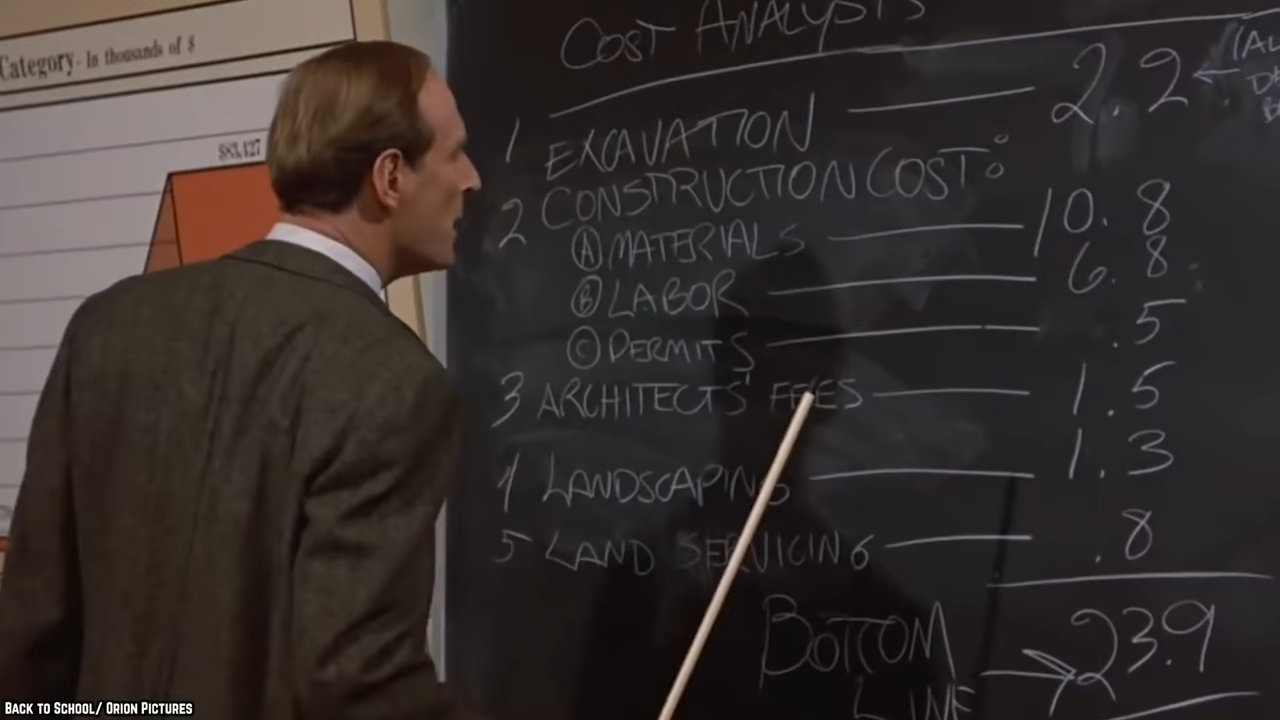 Category - In thousands of $
$83,427
COST ANALYSIS
1 EXCAVATION 2.2
2 CONSTRUCTION COST:
Ⓐ MATERIALS 10.8
Ⓑ LABOR 6.8
Ⓒ PERMITS .5
3 ARCHITECTS' FEES 1.5
4 LANDSCAPING 1.3
5 LAND SERVICING .8
BOTTOM
LINE 23.9
BACK TO SCHOOL/ ORION PICTURES